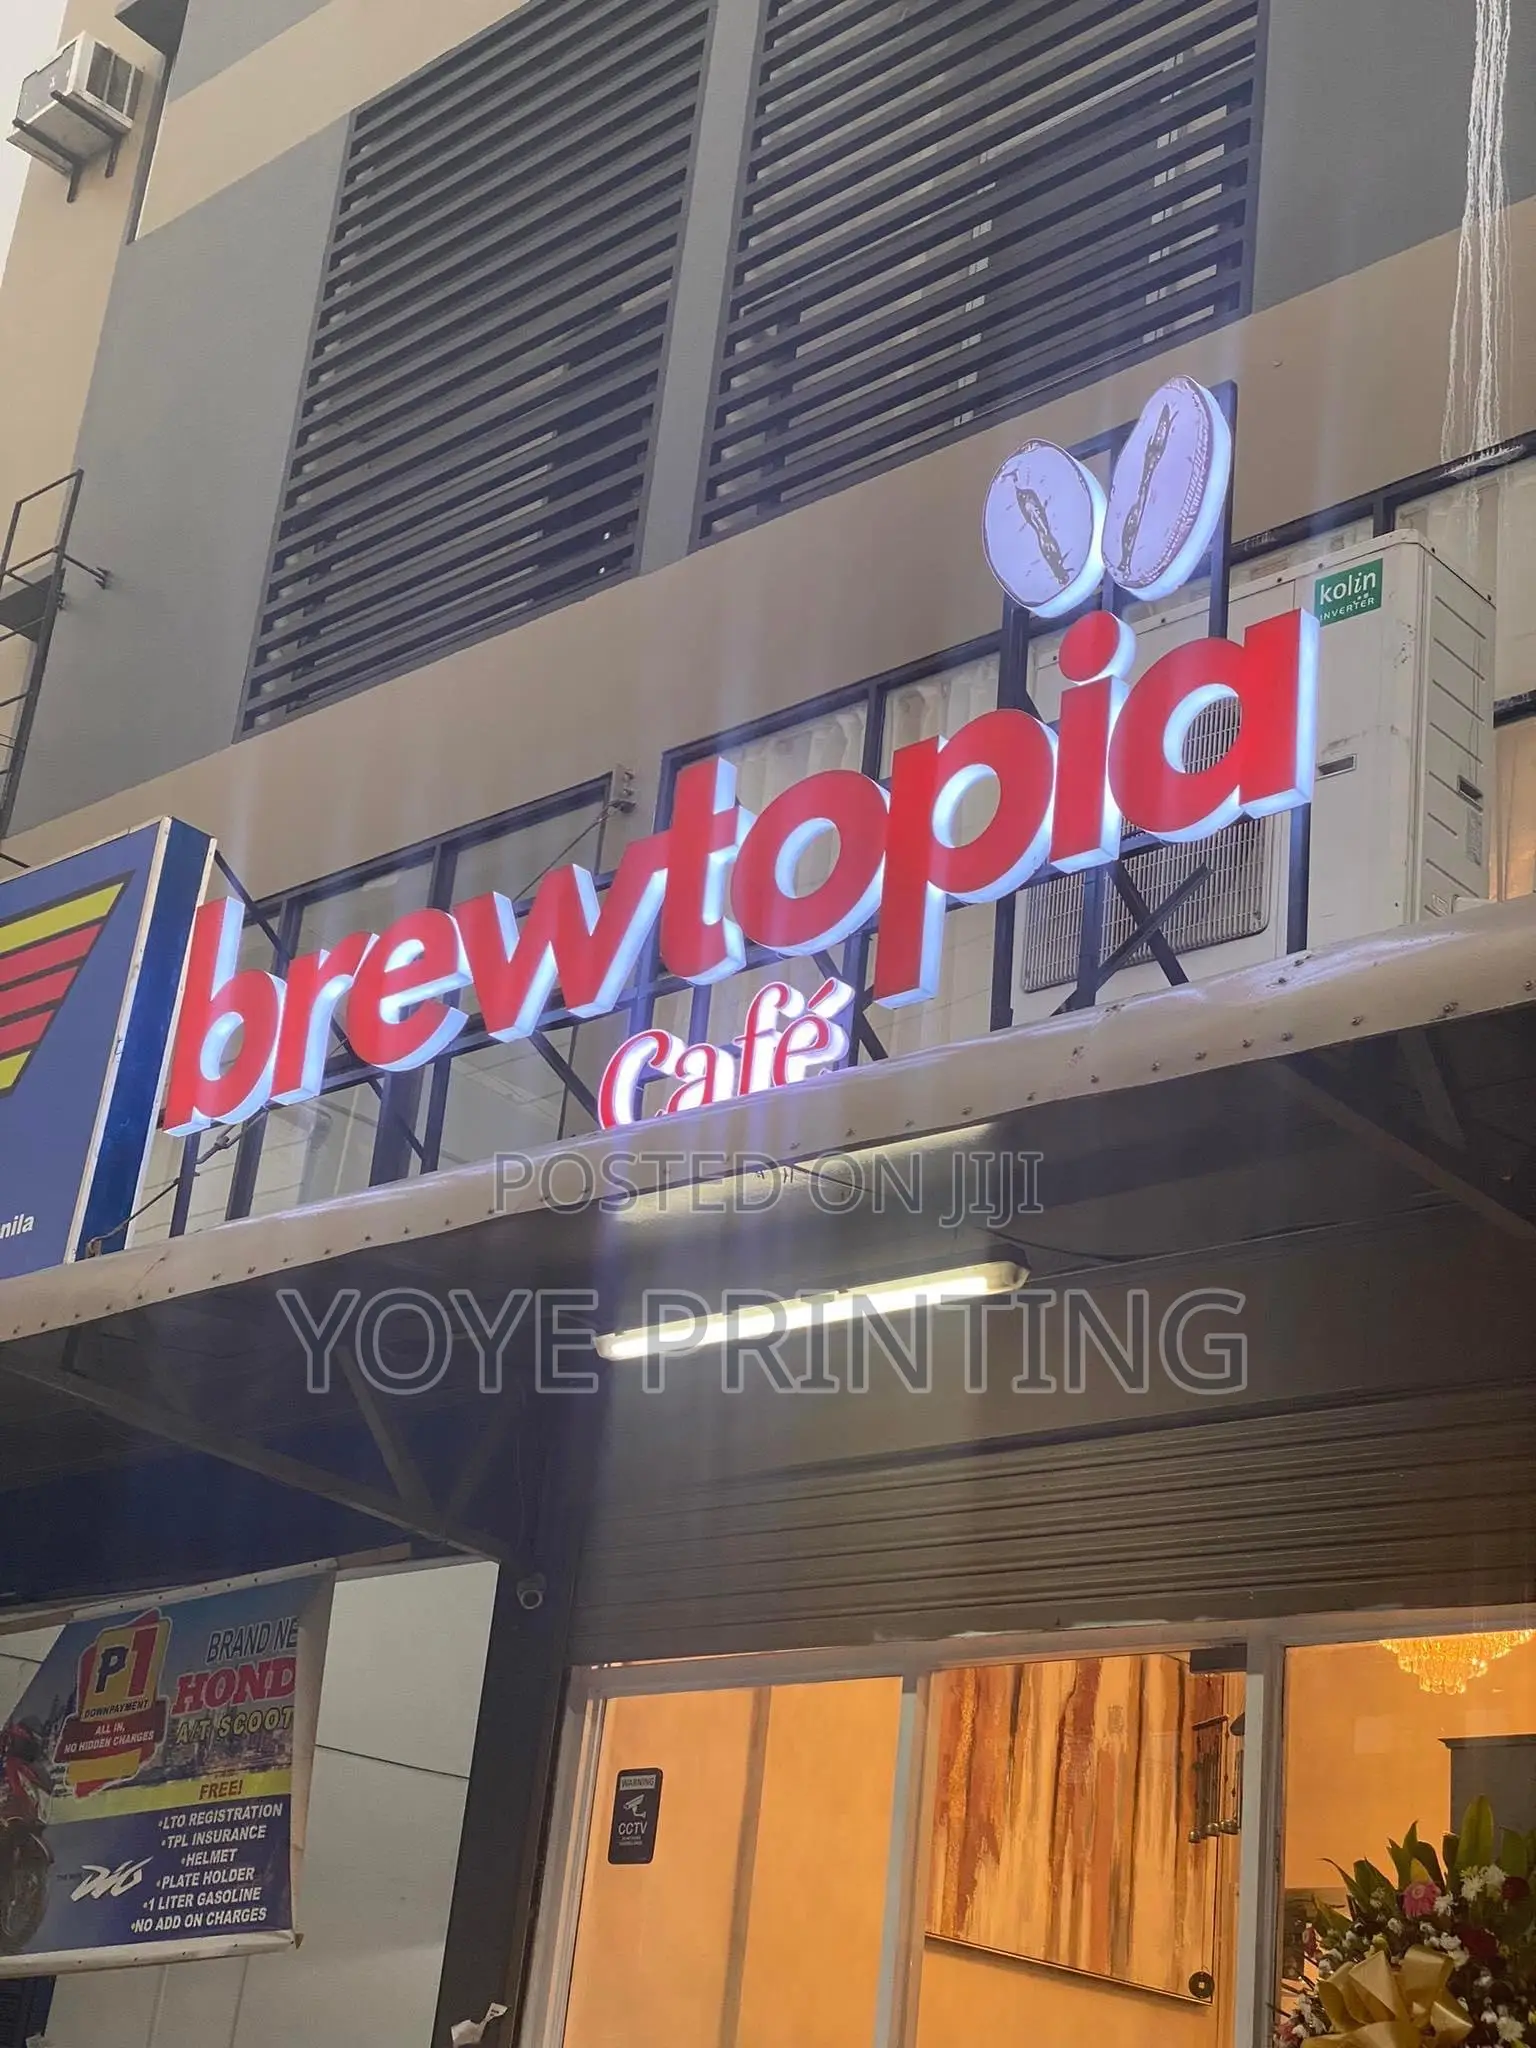 kolin
INVERTER
brewtopia
Café
nila
POSTED ON JIJI
YOYE PRINTING
P1
DOWNPAYMENT
ALL IN,
NO HIDDEN CHARGES
BRAND NE
HOND
A/T SCOOT
FREE!
•LTO REGISTRATION
•TPL INSURANCE
•HELMET
•PLATE HOLDER
•1 LITER GASOLINE
•NO ADD ON CHARGES
WARNING
CCTV